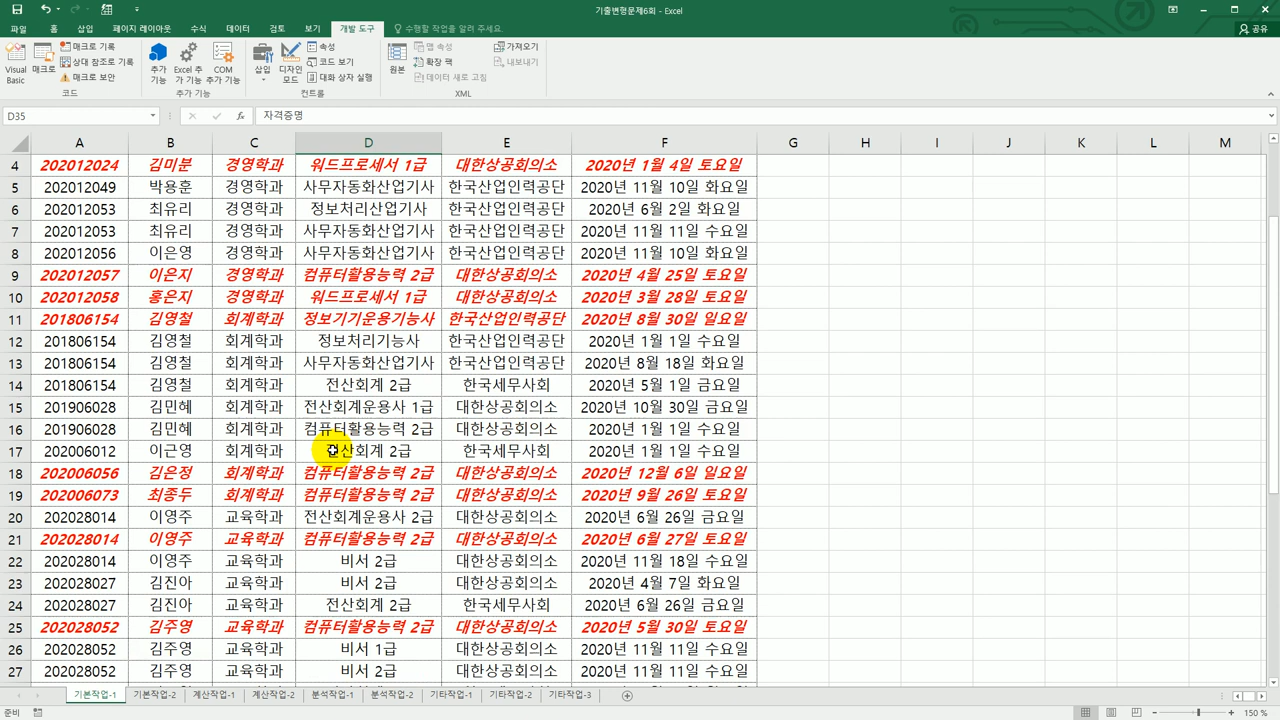 기출변형문제6회 - Excel
파일 홈 삽입 페이지 레이아웃 수식 데이터 검토 보기 개발 도구 수행할 작업을 알려 주세요. 공유
Visual Basic 매크로 매크로 기록 상대 참조로 기록 매크로 보안
추가 기능 Excel 추가 기능 COM 추가 기능
삽입 디자인 모드 속성 코드 보기 대화 상자 실행
원본 맵 속성 확장 팩 데이터 새로 고침 가져오기 내보내기
코드 추가 기능 컨트롤 XML
D35 fx 자격증명
A B C D E F G H I J K L M
4 202012024 김미분 경영학과 워드프로세서 1급 대한상공회의소 2020년 1월 4일 토요일
5 202012049 박용훈 경영학과 사무자동화산업기사 한국산업인력공단 2020년 11월 10일 화요일
6 202012053 최유리 경영학과 정보처리산업기사 한국산업인력공단 2020년 6월 2일 화요일
7 202012053 최유리 경영학과 사무자동화산업기사 한국산업인력공단 2020년 11월 11일 수요일
8 202012056 이은영 경영학과 사무자동화산업기사 한국산업인력공단 2020년 11월 10일 화요일
9 202012057 이은지 경영학과 컴퓨터활용능력 2급 대한상공회의소 2020년 4월 25일 토요일
10 202012058 홍은지 경영학과 워드프로세서 1급 대한상공회의소 2020년 3월 28일 토요일
11 201806154 김영철 회계학과 정보기기운용기능사 한국산업인력공단 2020년 8월 30일 일요일
12 201806154 김영철 회계학과 정보처리기능사 한국산업인력공단 2020년 1월 1일 수요일
13 201806154 김영철 회계학과 사무자동화산업기사 한국산업인력공단 2020년 8월 18일 화요일
14 201806154 김영철 회계학과 전산회계 2급 한국세무사회 2020년 5월 1일 금요일
15 201906028 김민혜 회계학과 전산회계운용사 1급 대한상공회의소 2020년 10월 30일 금요일
16 201906028 김민혜 회계학과 컴퓨터활용능력 2급 대한상공회의소 2020년 1월 1일 수요일
17 202006012 이근영 회계학과 전산회계 2급 한국세무사회 2020년 1월 1일 수요일
18 202006056 김은정 회계학과 컴퓨터활용능력 2급 대한상공회의소 2020년 12월 6일 일요일
19 202006073 최종두 회계학과 컴퓨터활용능력 2급 대한상공회의소 2020년 9월 26일 토요일
20 202028014 이영주 교육학과 전산회계운용사 2급 대한상공회의소 2020년 6월 26일 금요일
21 202028014 이영주 교육학과 컴퓨터활용능력 2급 대한상공회의소 2020년 6월 27일 토요일
22 202028014 이영주 교육학과 비서 2급 대한상공회의소 2020년 11월 18일 수요일
23 202028027 김진아 교육학과 비서 2급 대한상공회의소 2020년 4월 7일 화요일
24 202028027 김진아 교육학과 전산회계 2급 한국세무사회 2020년 6월 26일 금요일
25 202028052 김주영 교육학과 컴퓨터활용능력 2급 대한상공회의소 2020년 5월 30일 토요일
26 202028052 김주영 교육학과 비서 1급 대한상공회의소 2020년 11월 11일 수요일
27 202028052 김주영 교육학과 비서 2급 대한상공회의소 2020년 11월 11일 수요일
기본작업-1 기본작업-2 계산작업-1 계산작업-2 분석작업-1 분석작업-2 기타작업-1 기타작업-2 기타작업-3
준비 150 %